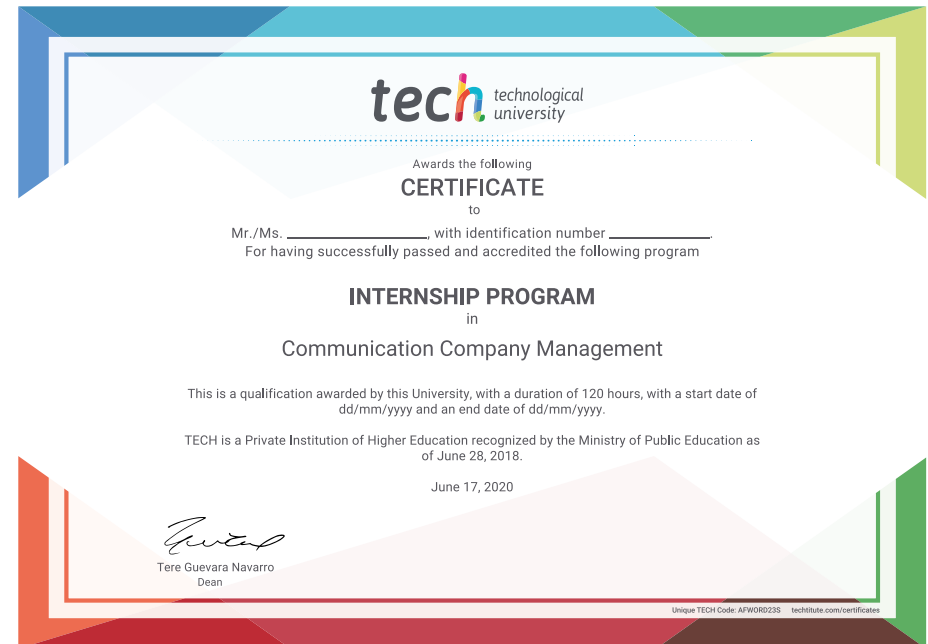 tech technological
university
Awards the following
CERTIFICATE
to
Mr./Ms. ____________________, with identification number ______________.
For having successfully passed and accredited the following program
INTERNSHIP PROGRAM
in
Communication Company Management
This is a qualification awarded by this University, with a duration of 120 hours, with a start date of
dd/mm/yyyy and an end date of dd/mm/yyyy.
TECH is a Private Institution of Higher Education recognized by the Ministry of Public Education as
of June 28, 2018.
June 17, 2020
Tere Guevara Navarro
Dean
Unique TECH Code: AFWORD23S techtitute.com/certificates